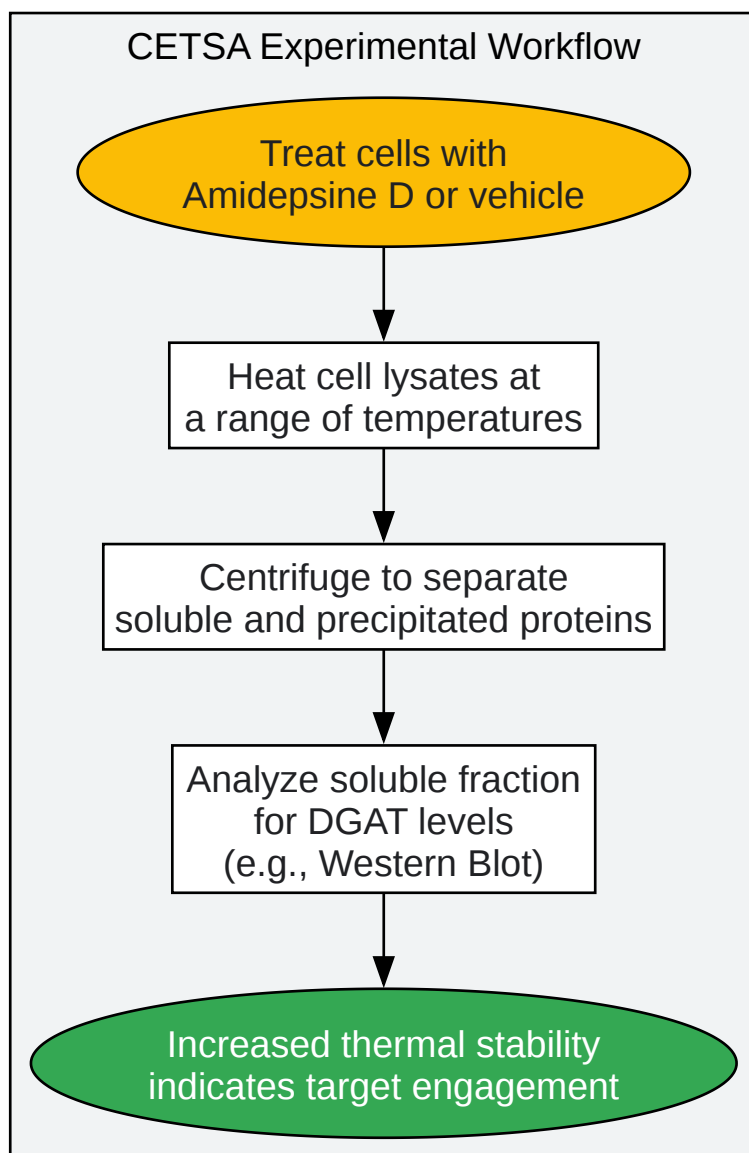 CETSA Experimental Workflow
Treat cells with
Amidepsine D or vehicle
Heat cell lysates at
a range of temperatures
Centrifuge to separate
soluble and precipitated proteins
Analyze soluble fraction
for DGAT levels
(e.g., Western Blot)
Increased thermal stability
indicates target engagement